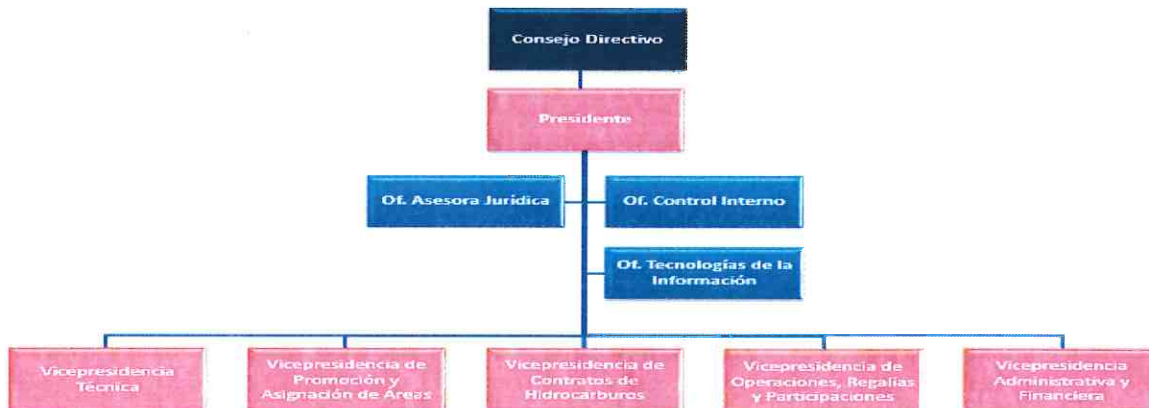 Consejo Directivo
Presidente
Of. Asesora Jurídica
Of. Control Interno
Of. Tecnologías de la
Información
Vicepresidencia
Técnica
Vicepresidencia de
Promoción y
Asignación de Áreas
Vicepresidencia de
Contratos de
Hidrocarburos
Vicepresidencia de
Operaciones, Regalías
y Participaciones
Vicepresidencia
Administrativa y
Financiera